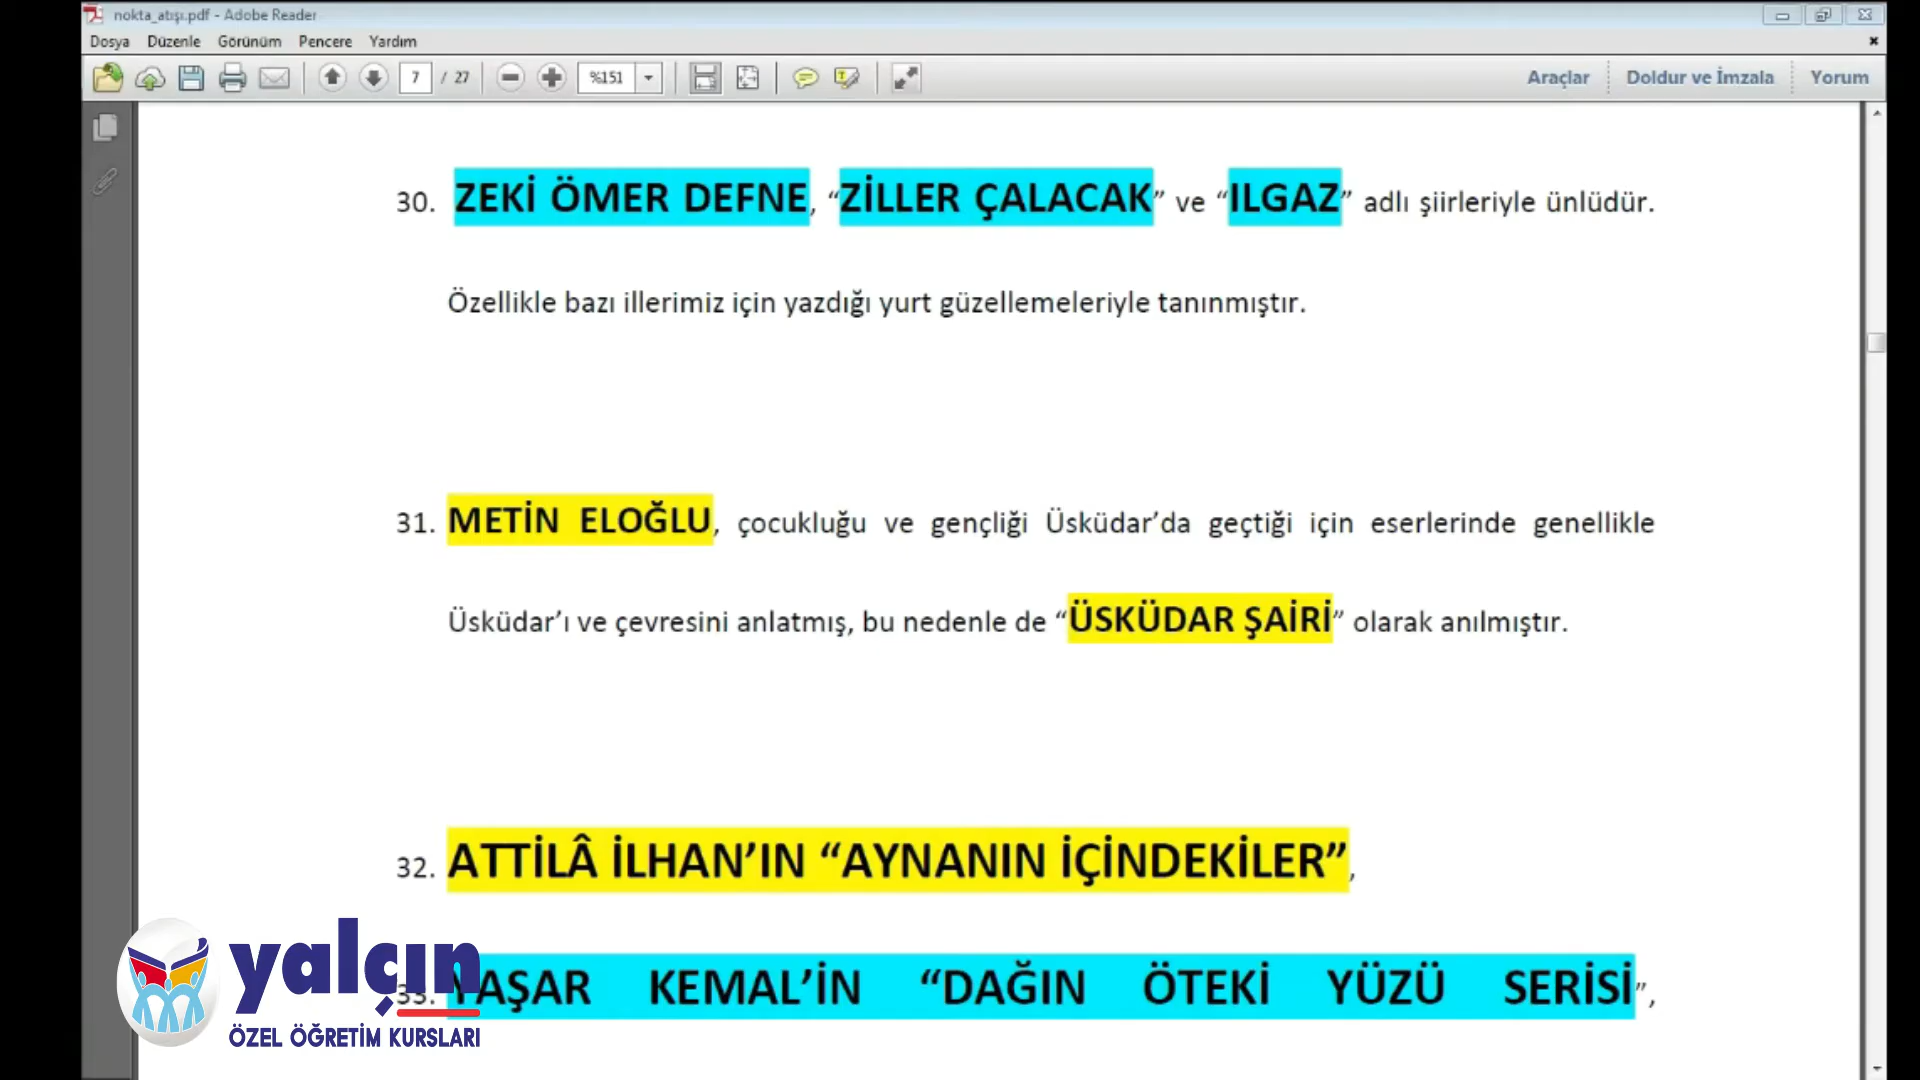 nokta_atışı.pdf - Adobe Reader
Dosya Düzenle Görünüm Pencere Yardım
7 / 27 %151 Araçlar Doldur ve İmzala Yorum
30. ZEKİ ÖMER DEFNE, “ZİLLER ÇALACAK” ve “ILGAZ” adlı şiirleriyle ünlüdür.
Özellikle bazı illerimiz için yazdığı yurt güzellemeleriyle tanınmıştır.
31. METİN ELOĞLU, çocukluğu ve gençliği Üsküdar’da geçtiği için eserlerinde genellikle
Üsküdar’ı ve çevresini anlatmış, bu nedenle de “ÜSKÜDAR ŞAİRİ” olarak anılmıştır.
32. ATTİLÂ İLHAN’IN “AYNANIN İÇİNDEKİLER”,
33. YAŞAR KEMAL’İN “DAĞIN ÖTEKİ YÜZÜ SERİSİ”,
yalçın
ÖZEL ÖĞRETİM KURSLARI